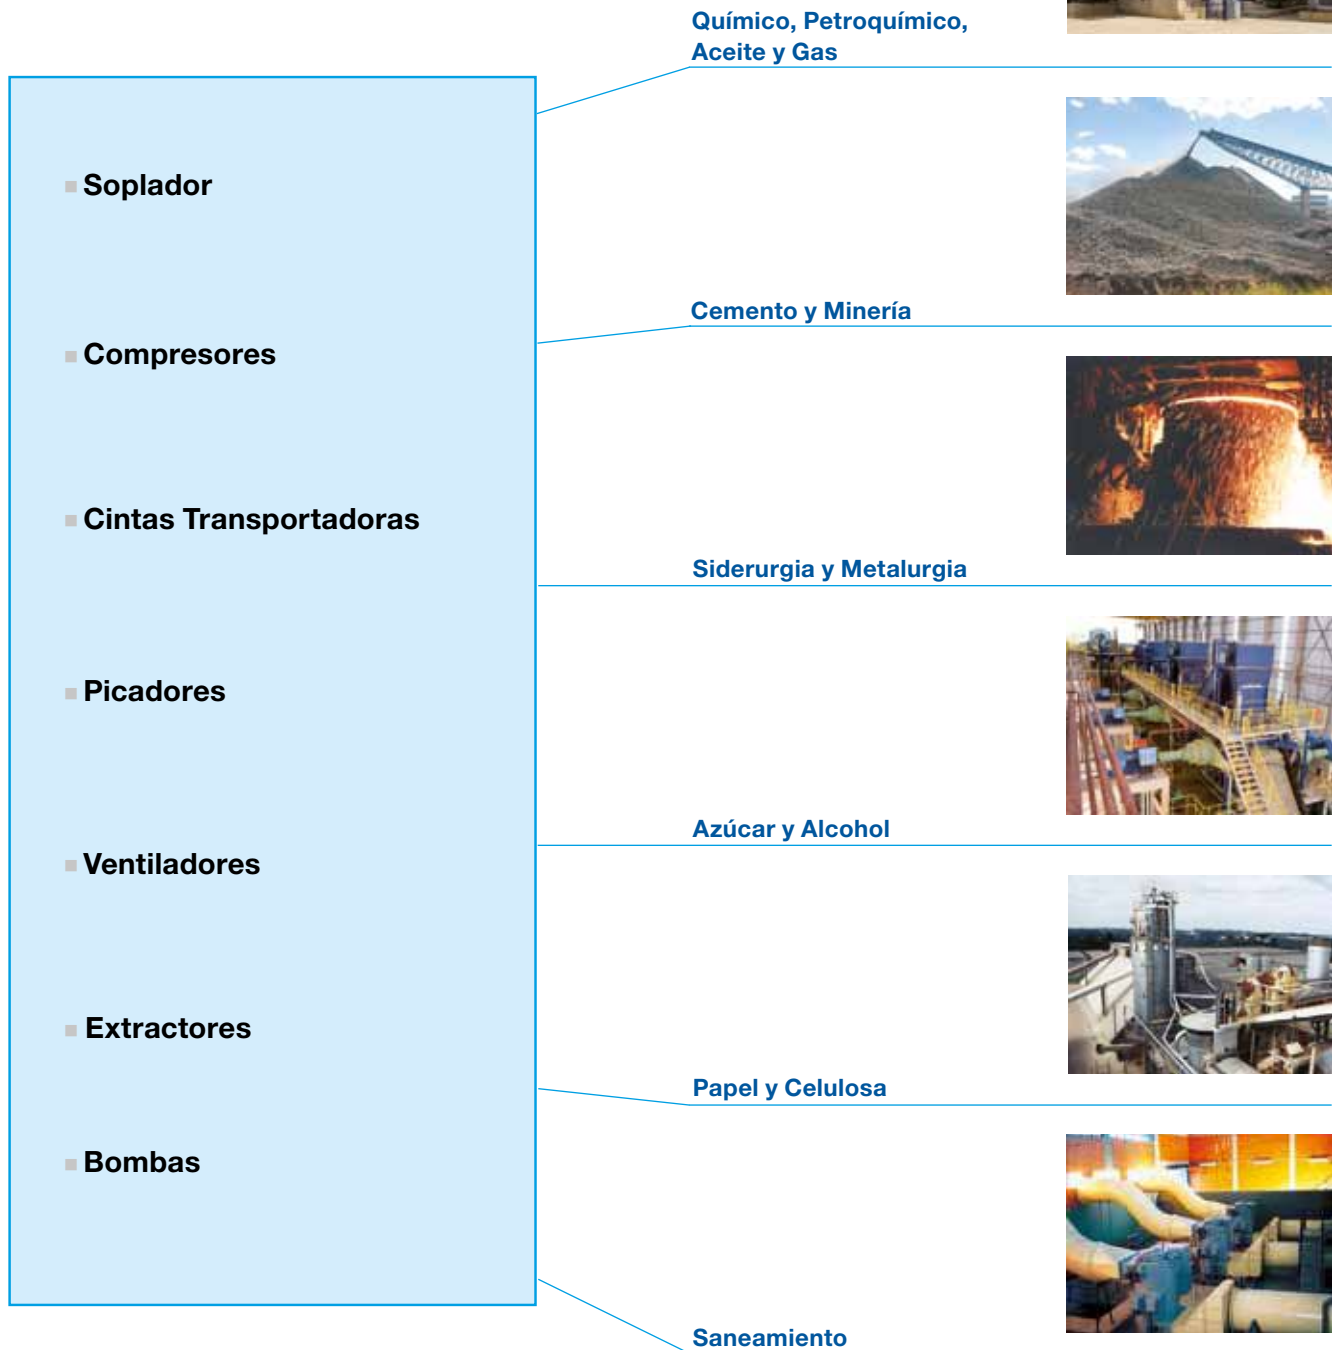 Químico, Petroquímico,
Aceite y Gas
Soplador
Cemento y Minería
Compresores
Cintas Transportadoras
Siderurgia y Metalurgia
Picadores
Azúcar y Alcohol
Ventiladores
Extractores
Papel y Celulosa
Bombas
Saneamiento